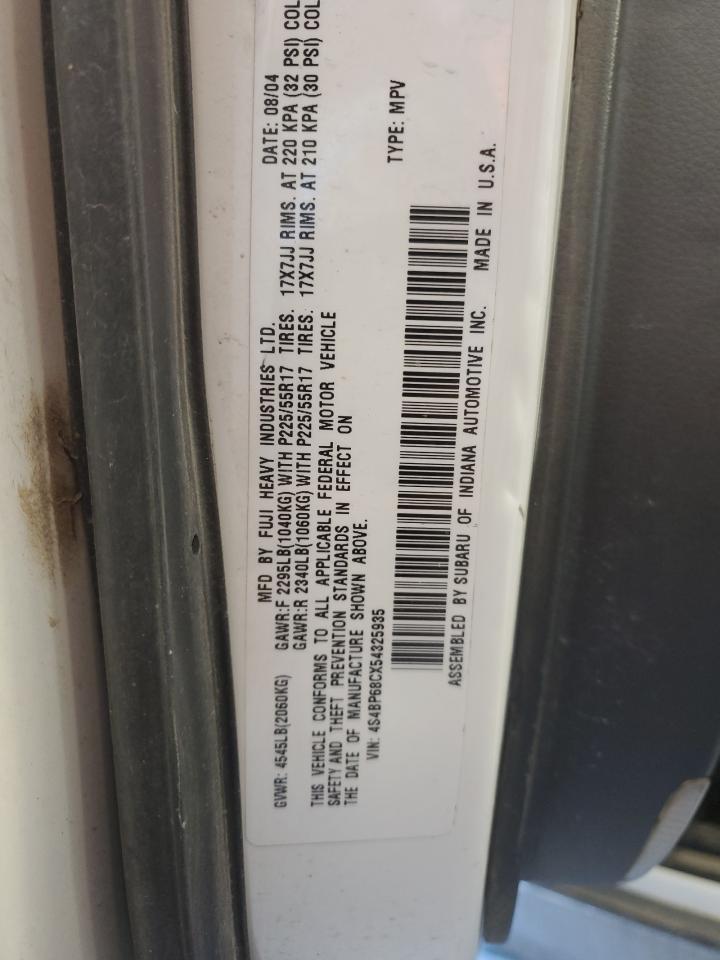 MFD BY FUJI HEAVY INDUSTRIES LTD. DATE: 08/04
GVWR: 4545LB(2060KG) GAWR:F 2295LB(1040KG) WITH P225/55R17 TIRES. 17X7JJ RIMS. AT 220 KPA (32 PSI) COL
GAWR:R 2340LB(1060KG) WITH P225/55R17 TIRES. 17X7JJ RIMS. AT 210 KPA (30 PSI) COL
THIS VEHICLE CONFORMS TO ALL APPLICABLE FEDERAL MOTOR VEHICLE
SAFETY AND THEFT PREVENTION STANDARDS IN EFFECT ON
THE DATE OF MANUFACTURE SHOWN ABOVE.
VIN: 4S4BP68CX54325935 TYPE: MPV
ASSEMBLED BY SUBARU OF INDIANA AUTOMOTIVE INC. MADE IN U.S.A.